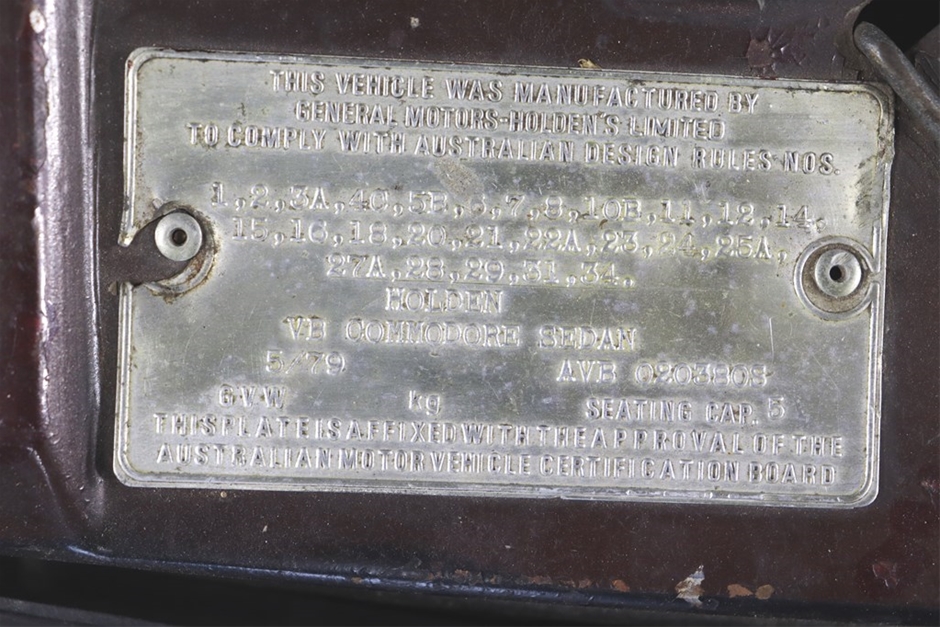 THIS VEHICLE WAS MANUFACTURED BY
GENERAL MOTORS-HOLDEN'S LIMITED
TO COMPLY WITH AUSTRALIAN DESIGN RULES NOS.
1,2,3A,4C,5B,6,7,8,10B,11,12,14,
15,16,18,20,21,22A,23,24,25A,
27A,28,29,31,34.
HOLDEN
VB COMMODORE SEDAN
5/79 AVB 0203808
G·V·W kg SEATING CAP. 5
THIS PLATE IS AFFIXED WITH THE APPROVAL OF THE
AUSTRALIAN MOTOR VEHICLE CERTIFICATION BOARD